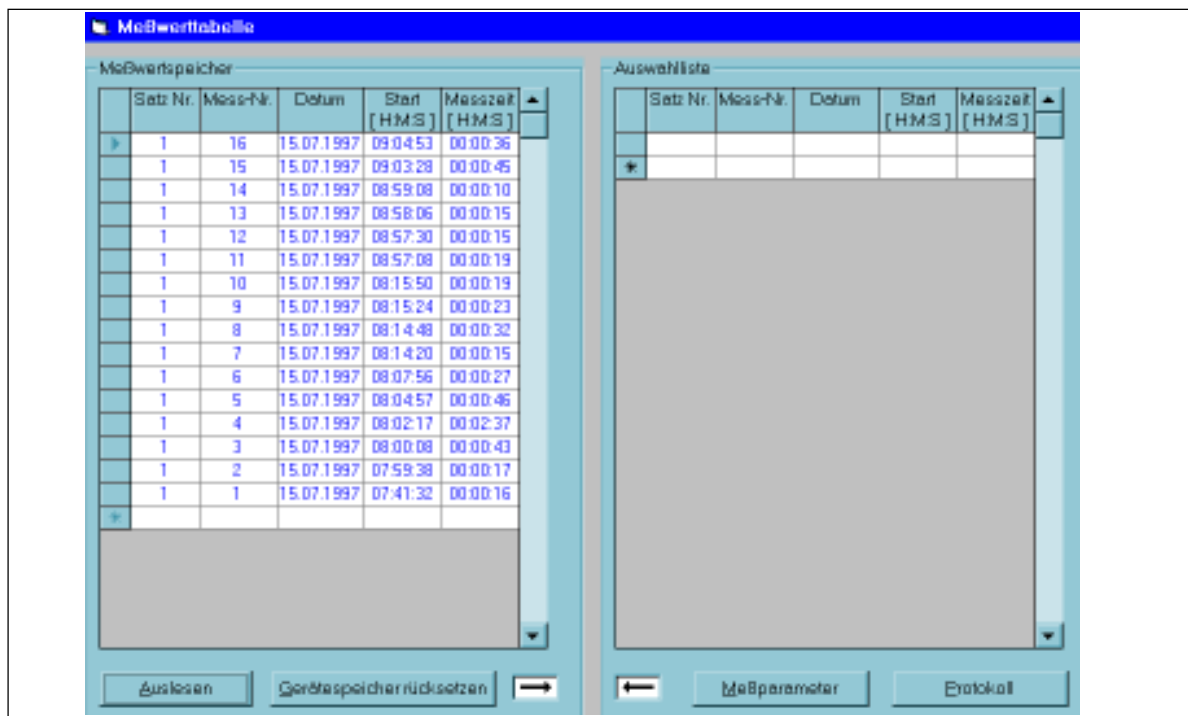 Meßwerttabelle
Meßwertspeicher
Satz Nr. Mess-Nr. Datum Start [H:M:S] Messzeit [H:M:S]
1 16 15.07.1997 09:04:53 00:00:36
1 15 15.07.1997 09:03:28 00:00:45
1 14 15.07.1997 08:59:08 00:00:10
1 13 15.07.1997 08:58:06 00:00:15
1 12 15.07.1997 08:57:30 00:00:15
1 11 15.07.1997 08:57:08 00:00:19
1 10 15.07.1997 08:15:50 00:00:19
1 9 15.07.1997 08:15:24 00:00:23
1 8 15.07.1997 08:14:48 00:00:32
1 7 15.07.1997 08:14:20 00:00:15
1 6 15.07.1997 08:07:56 00:00:27
1 5 15.07.1997 08:04:57 00:00:46
1 4 15.07.1997 08:02:17 00:02:37
1 3 15.07.1997 08:00:08 00:00:43
1 2 15.07.1997 07:59:38 00:00:17
1 1 15.07.1997 07:41:32 00:00:16
Auslesen Gerätespeicher rücksetzen
Auswahlliste
Satz Nr. Mess-Nr. Datum Start [H:M:S] Messzeit [H:M:S]
Meßparameter Protokoll